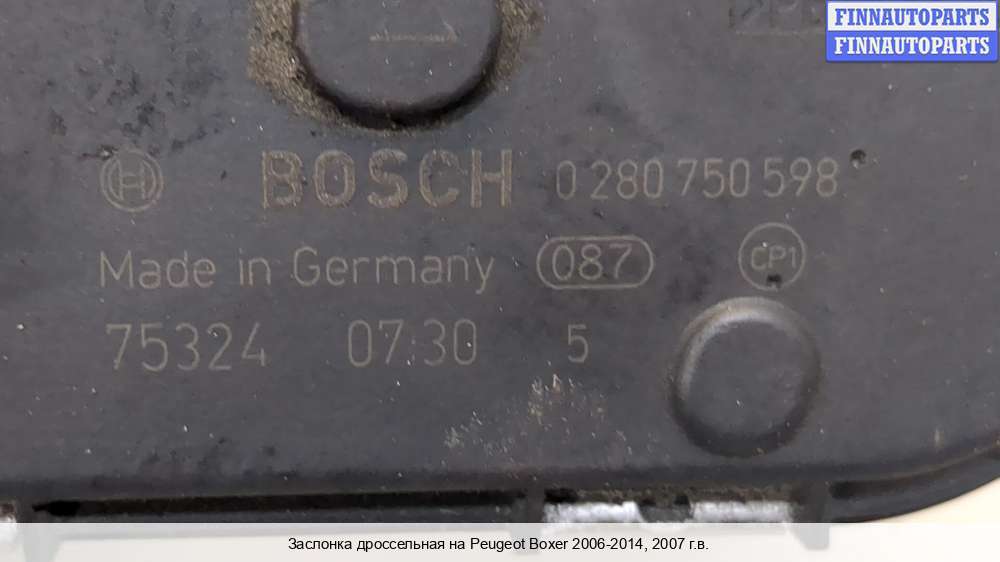 FINNAUTOPARTS
FINNAUTOPARTS
BOSCH 0 280 750 598
Made in Germany 087 CP1
75324 07:30 5
Заслонка дроссельная на Peugeot Boxer 2006-2014, 2007 г.в.